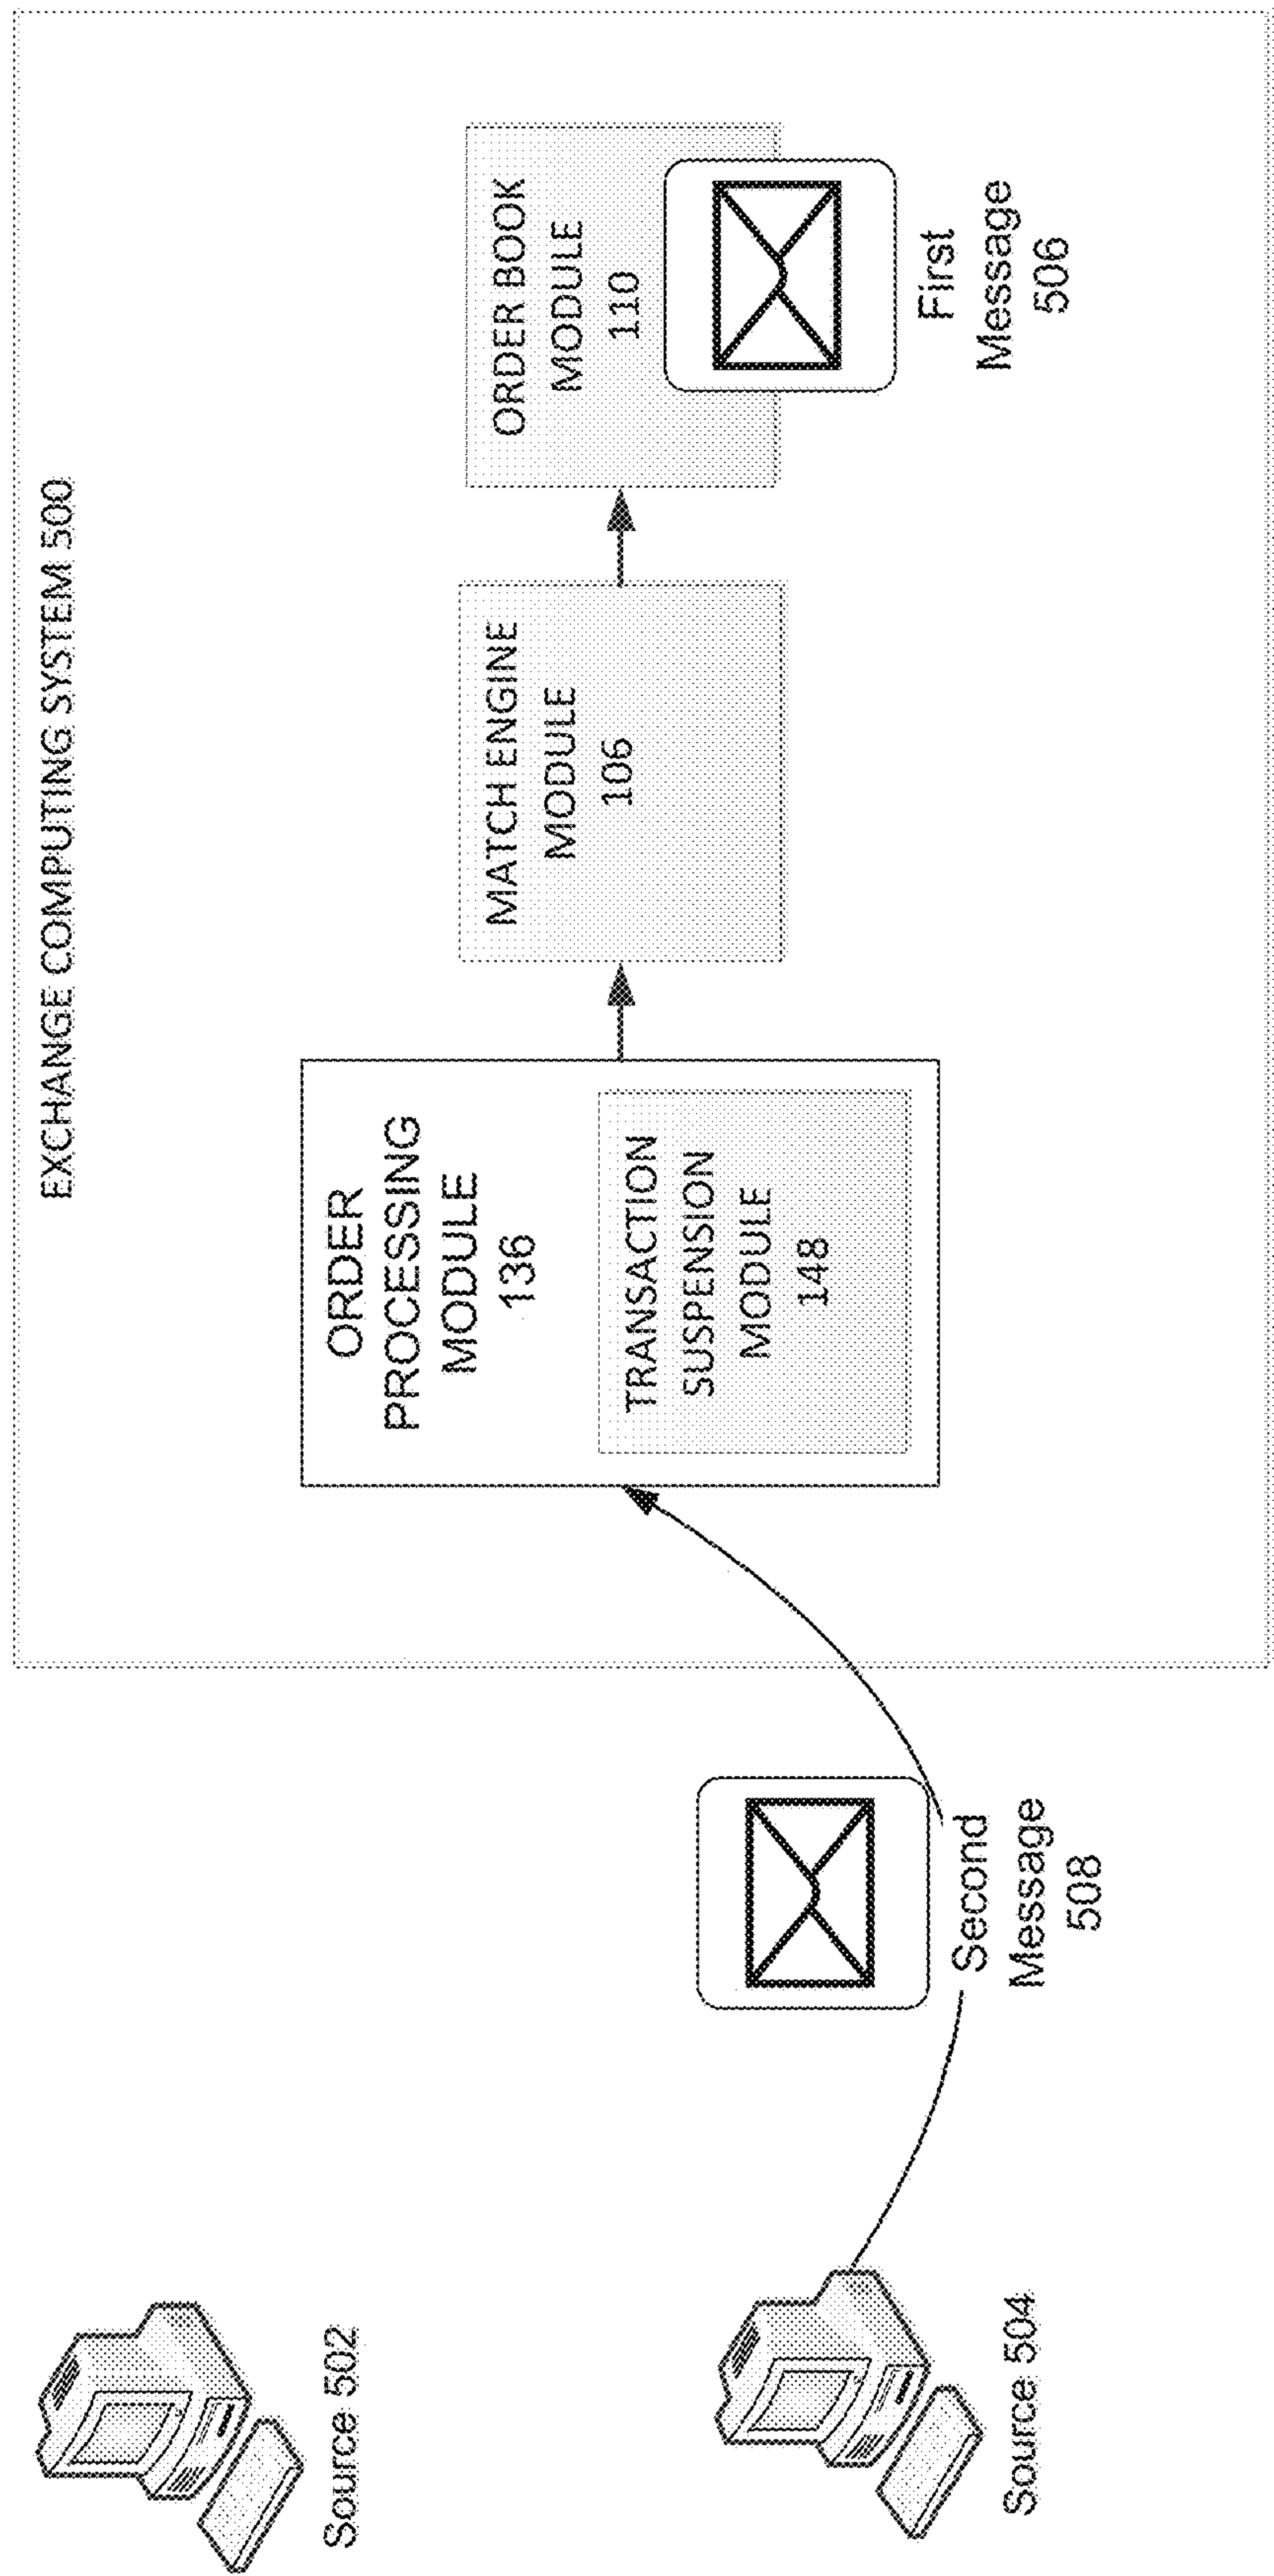 EXCHANGE COMPUTING SYSTEM 500
Source 502
Source 504
Second
Message
508
ORDER
PROCESSING
MODULE
136
TRANSACTION
SUSPENSION
MODULE
148
MATCH ENGINE
MODULE
106
ORDER BOOK
MODULE
110
First
Message
506